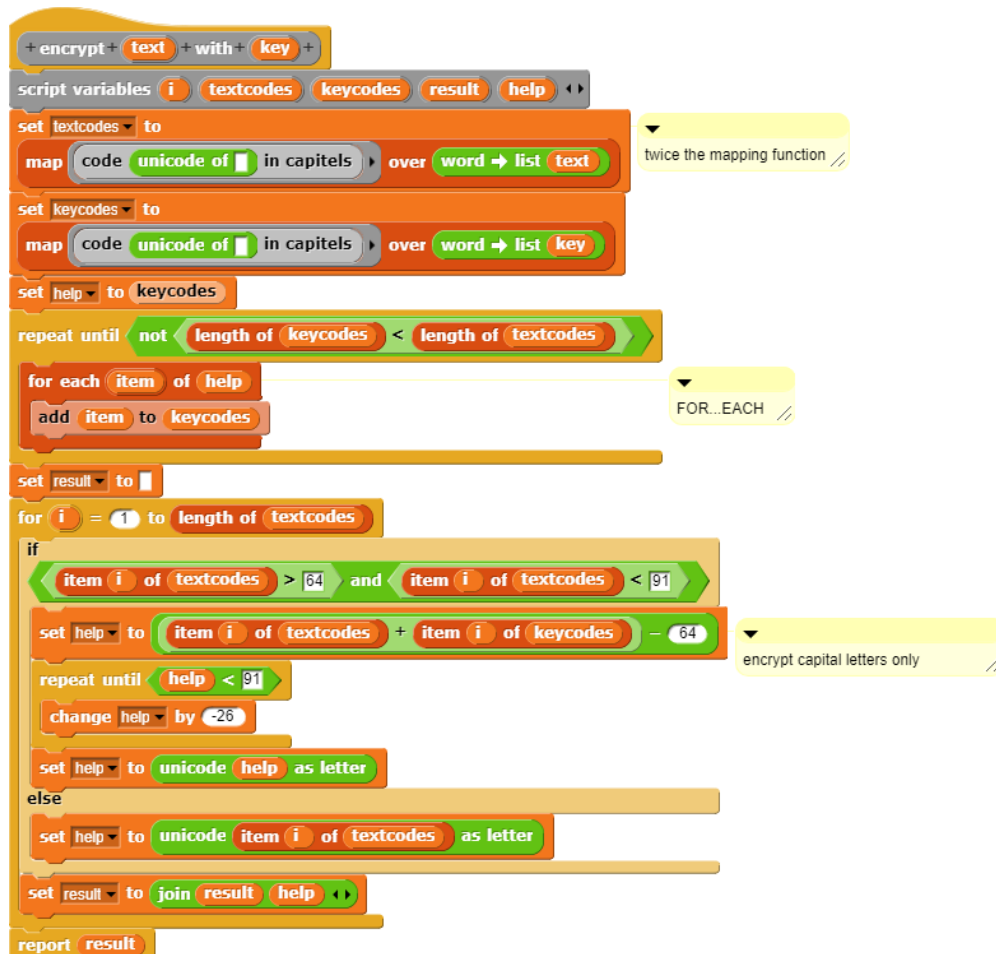 + encrypt + text + with + key +
script variables i textcodes keycodes result help
set textcodes to
map code unicode of in capitels over word → list text
twice the mapping function
set keycodes to
map code unicode of in capitels over word → list key
set help to keycodes
repeat until not length of keycodes < length of textcodes
for each item of help
add item to keycodes
FOR...EACH
set result to
for i = 1 to length of textcodes
if
item i of textcodes > 64 and item i of textcodes < 91
set help to item i of textcodes + item i of keycodes - 64
encrypt capital letters only
repeat until help < 91
change help by -26
set help to unicode help as letter
else
set help to unicode item i of textcodes as letter
set result to join result help
report result